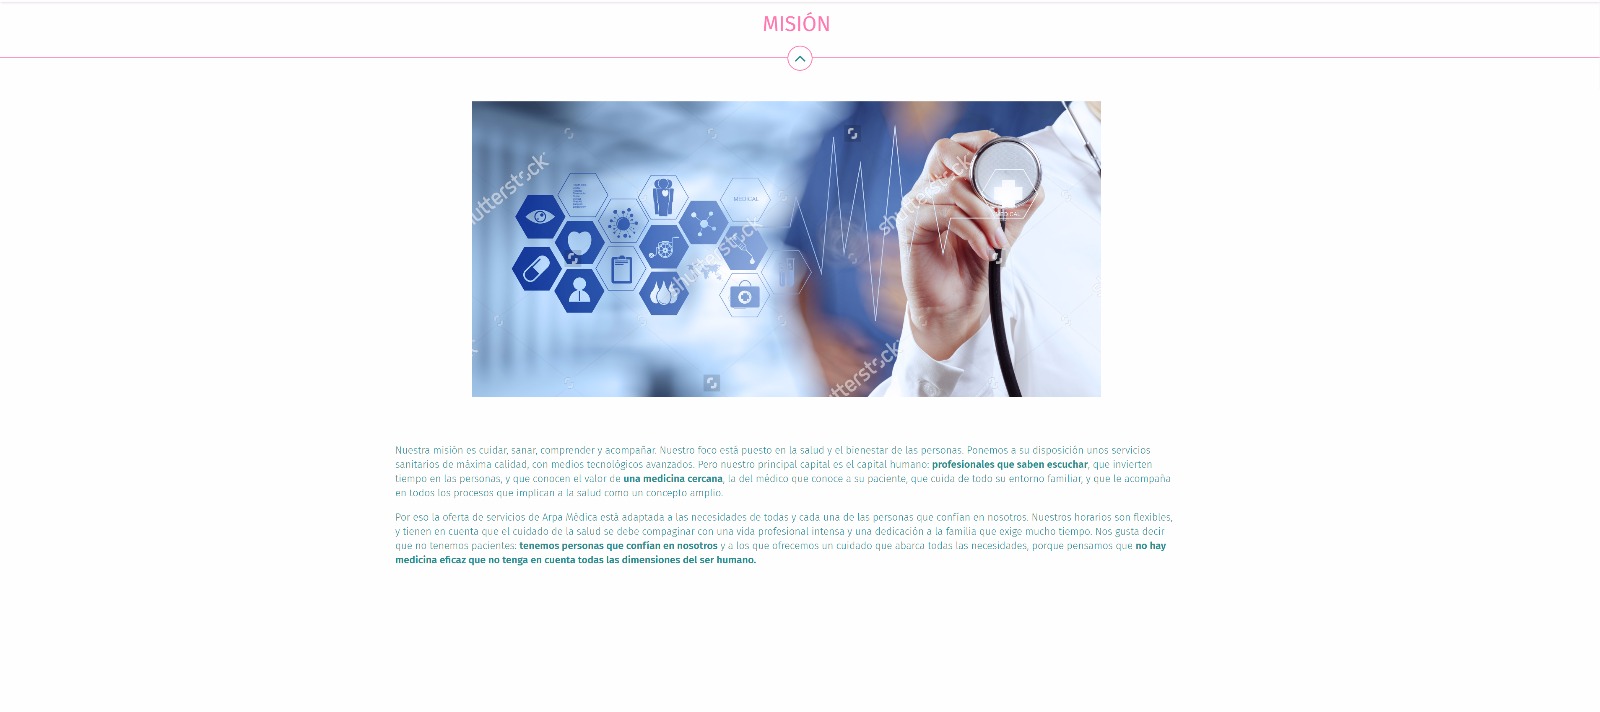 MISIÓN
shutterstock
shutterstock
shutterstock
shutterstock
MEDICAL
MEDICAL
Nuestra misión es cuidar, sanar, comprender y acompañar. Nuestro foco está puesto en la salud y el bienestar de las personas. Ponemos a su disposición unos servicios
sanitarios de máxima calidad, con medios tecnológicos avanzados. Pero nuestro principal capital es el capital humano: profesionales que saben escuchar, que invierten
tiempo en las personas, y que conocen el valor de una medicina cercana, la del médico que conoce a su paciente, que cuida de todo su entorno familiar, y que le acompaña
en todos los procesos que implican a la salud como un concepto amplio.
Por eso la oferta de servicios de Arpa Médica está adaptada a las necesidades de todas y cada una de las personas que confían en nosotros. Nuestros horarios son flexibles,
y tienen en cuenta que el cuidado de la salud se debe compaginar con una vida profesional intensa y una dedicación a la familia que exige mucho tiempo. Nos gusta decir
que no tenemos pacientes: tenemos personas que confían en nosotros y a los que ofrecemos un cuidado que abarca todas las necesidades, porque pensamos que no hay
medicina eficaz que no tenga en cuenta todas las dimensiones del ser humano.